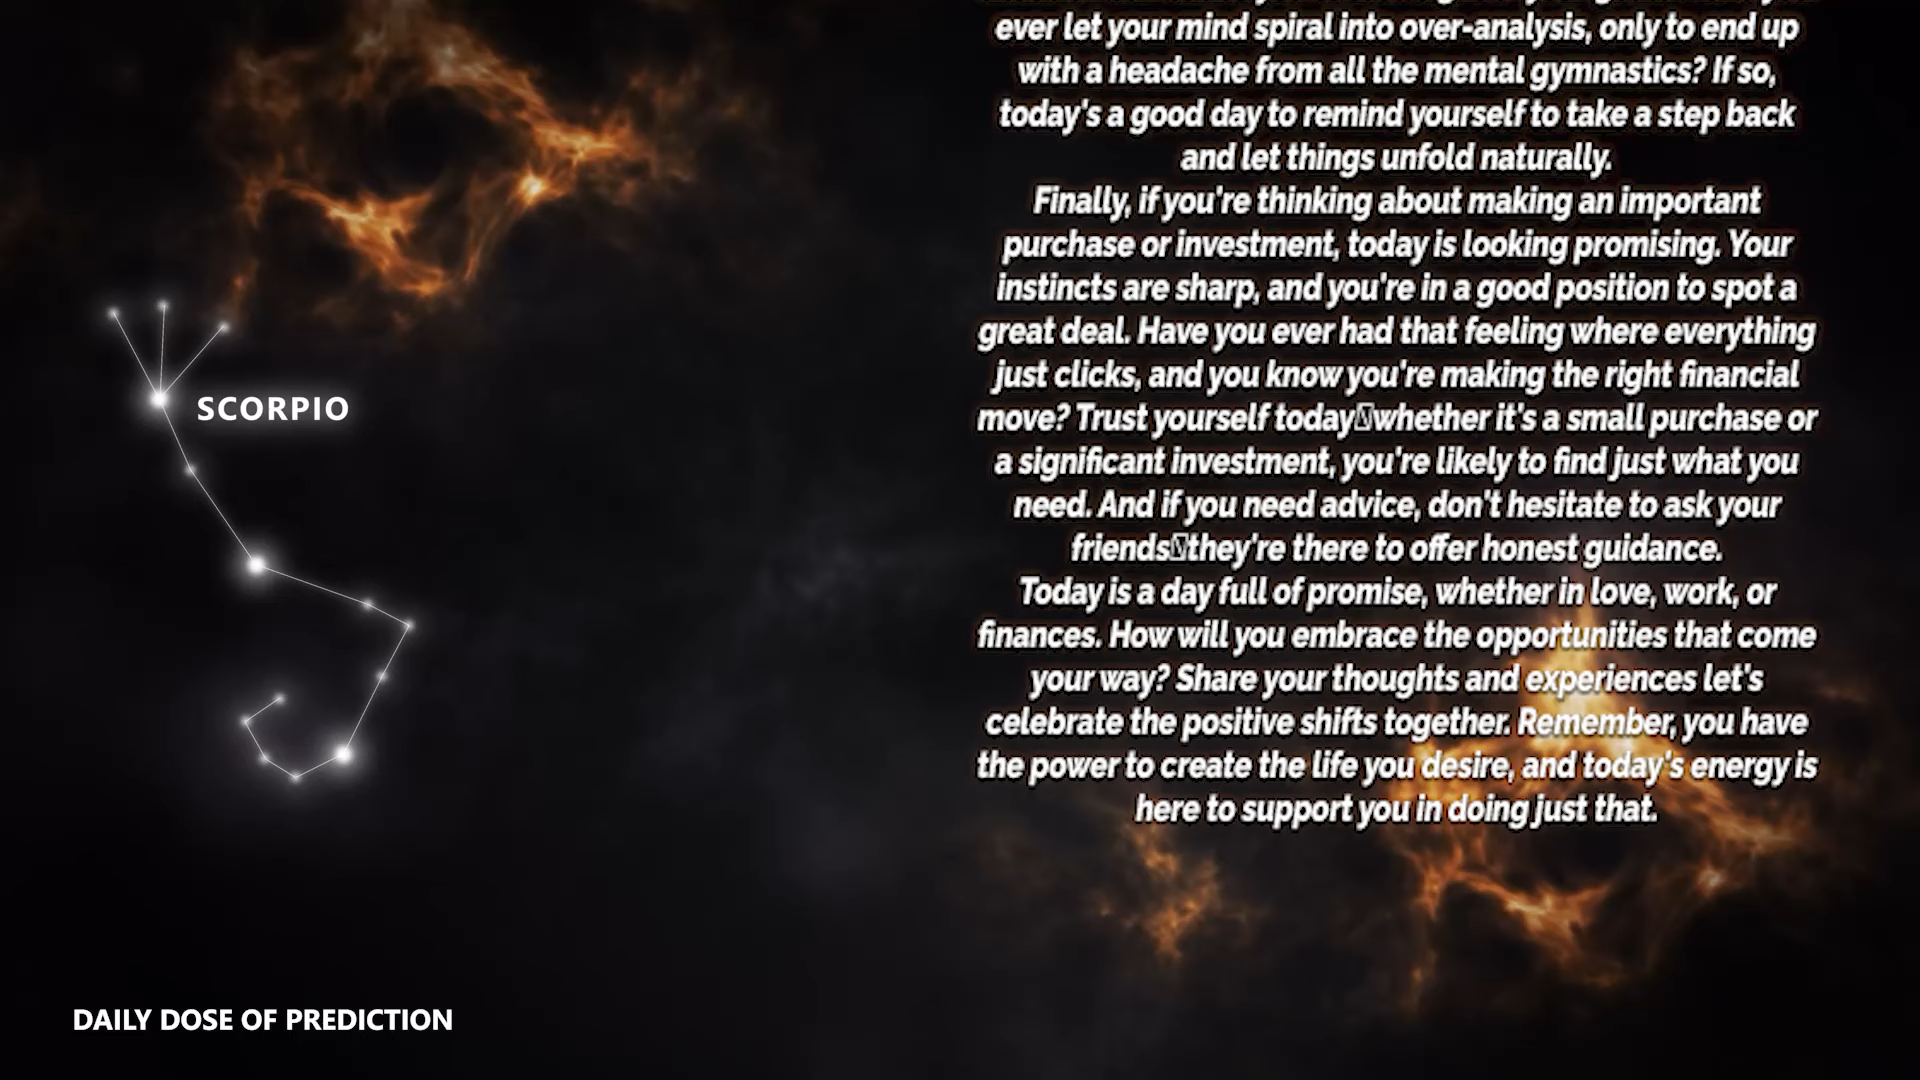 ever let your mind spiral into over-analysis, only to end up
with a headache from all the mental gymnastics? If so,
today's a good day to remind yourself to take a step back
and let things unfold naturally.
Finally, if you're thinking about making an important
purchase or investment, today is looking promising. Your
instincts are sharp, and you're in a good position to spot a
great deal. Have you ever had that feeling where everything
just clicks, and you know you're making the right financial
move? Trust yourself today▯whether it's a small purchase or
a significant investment, you're likely to find just what you
need. And if you need advice, don't hesitate to ask your
friends▯they're there to offer honest guidance.
Today is a day full of promise, whether in love, work, or
finances. How will you embrace the opportunities that come
your way? Share your thoughts and experiences let's
celebrate the positive shifts together. Remember, you have
the power to create the life you desire, and today's energy is
here to support you in doing just that.
SCORPIO
DAILY DOSE OF PREDICTION